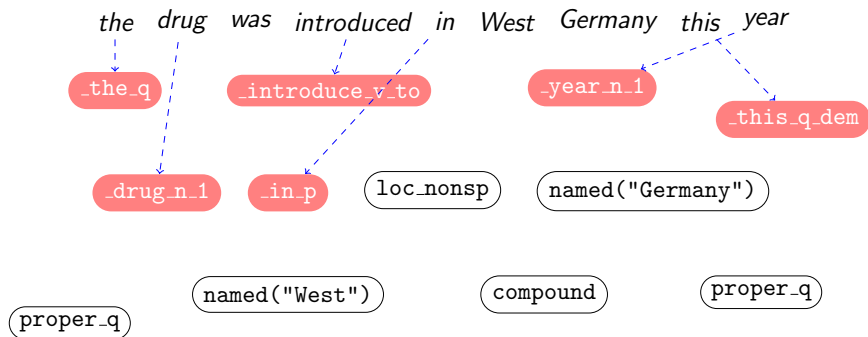 the drug was introduced in West Germany this year
_the_q _introduce_v_to _year_n_1 _this_q_dem
_drug_n_1 _in_p loc_nonsp named("Germany")
proper_q named("West") compound proper_q